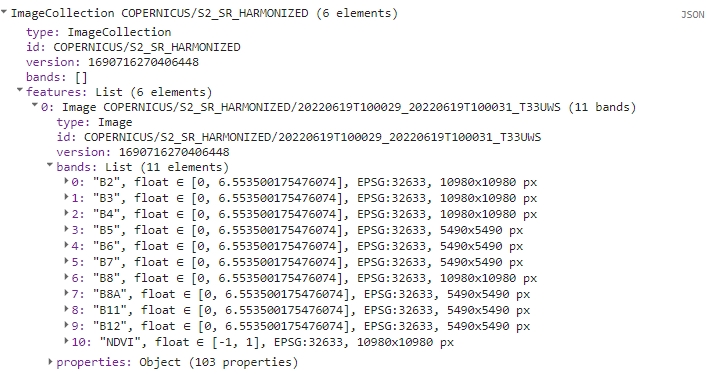 ImageCollection COPERNICUS/S2_SR_HARMONIZED (6 elements) JSON
type: ImageCollection
id: COPERNICUS/S2_SR_HARMONIZED
version: 1690716270406448
bands: []
features: List (6 elements)
0: Image COPERNICUS/S2_SR_HARMONIZED/20220619T100029_20220619T100031_T33UWS (11 bands)
type: Image
id: COPERNICUS/S2_SR_HARMONIZED/20220619T100029_20220619T100031_T33UWS
version: 1690716270406448
bands: List (11 elements)
0: "B2", float ∈ [0, 6.553500175476074], EPSG:32633, 10980x10980 px
1: "B3", float ∈ [0, 6.553500175476074], EPSG:32633, 10980x10980 px
2: "B4", float ∈ [0, 6.553500175476074], EPSG:32633, 10980x10980 px
3: "B5", float ∈ [0, 6.553500175476074], EPSG:32633, 5490x5490 px
4: "B6", float ∈ [0, 6.553500175476074], EPSG:32633, 5490x5490 px
5: "B7", float ∈ [0, 6.553500175476074], EPSG:32633, 5490x5490 px
6: "B8", float ∈ [0, 6.553500175476074], EPSG:32633, 10980x10980 px
7: "B8A", float ∈ [0, 6.553500175476074], EPSG:32633, 5490x5490 px
8: "B11", float ∈ [0, 6.553500175476074], EPSG:32633, 5490x5490 px
9: "B12", float ∈ [0, 6.553500175476074], EPSG:32633, 5490x5490 px
10: "NDVI", float ∈ [-1, 1], EPSG:32633, 10980x10980 px
properties: Object (103 properties)